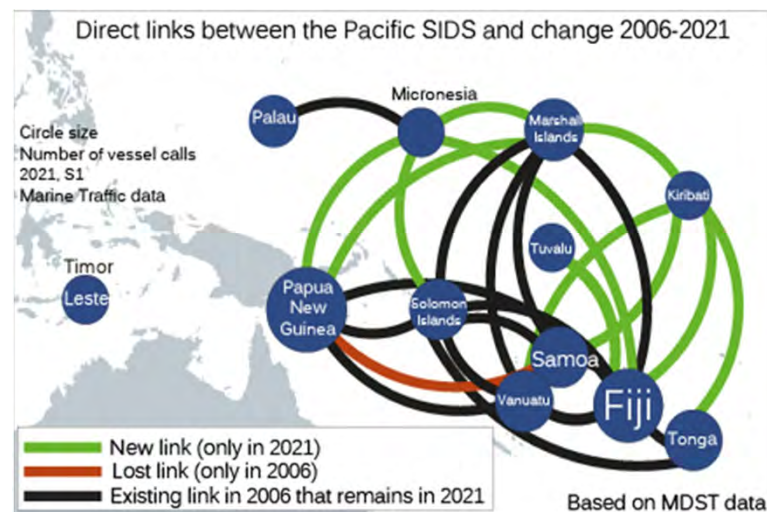 Direct links between the Pacific SIDS and change 2006-2021
Micronesia
Palau
Marshall
Islands
Circle size
Number of vessel calls
2021, S1
Marine Traffic data
Kiribati
Tuvalu
Timor
Leste
Papua
New
Guinea
Solomon
Islands
Samoa
Vanuatu
Fiji
Tonga
New link (only in 2021)
Lost link (only in 2006)
Existing link in 2006 that remains in 2021
Based on MDST data